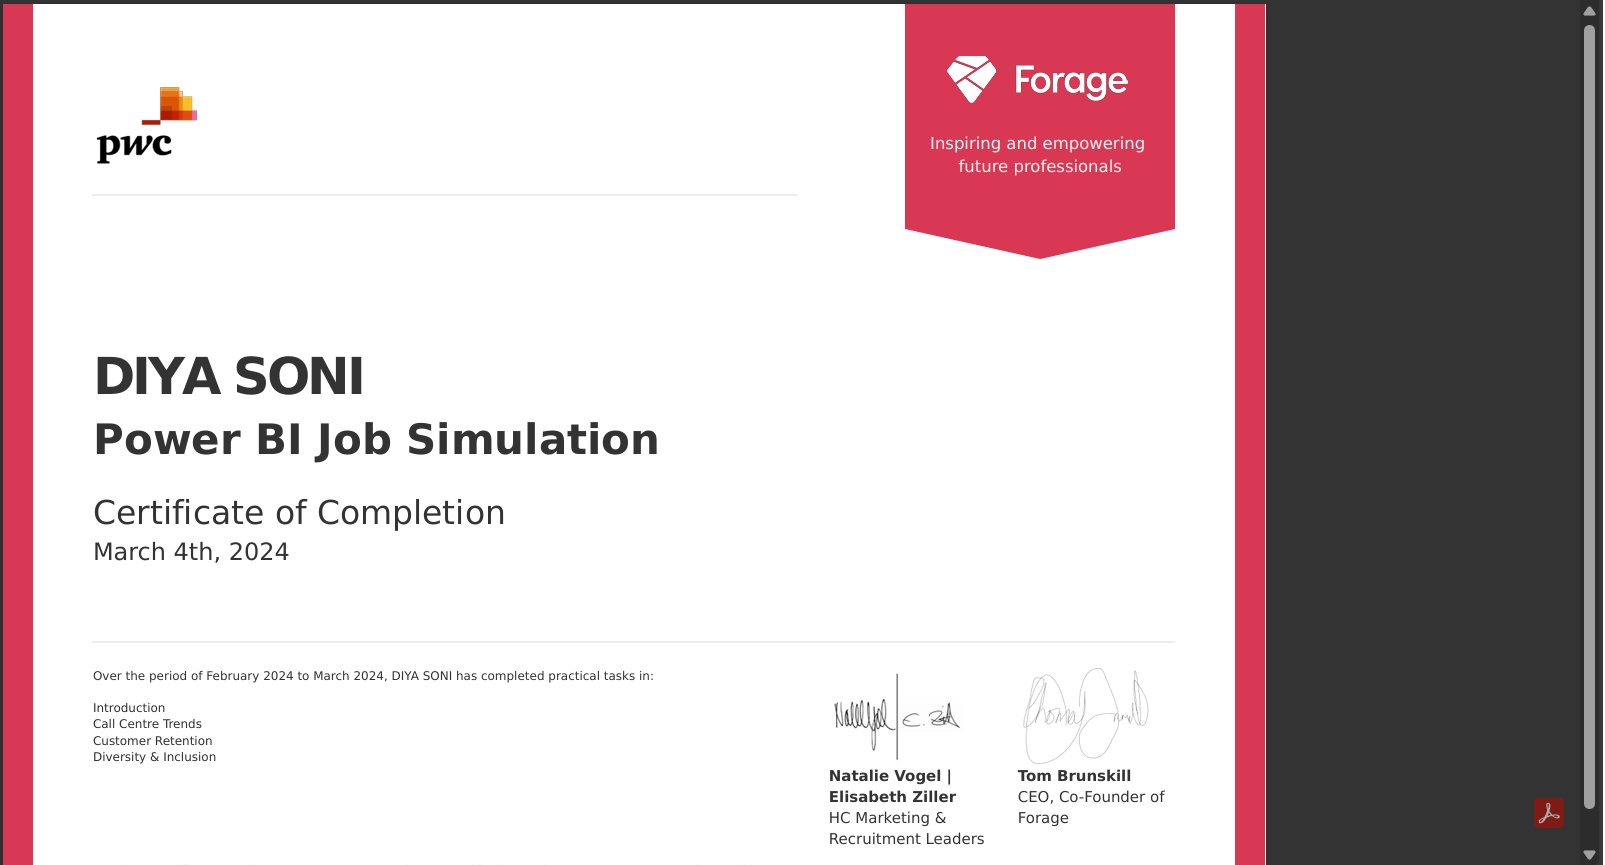 pwc
Forage
Inspiring and empowering
future professionals
DIYA SONI
Power BI Job Simulation
Certificate of Completion
March 4th, 2024
Over the period of February 2024 to March 2024, DIYA SONI has completed practical tasks in:
Introduction
Call Centre Trends
Customer Retention
Diversity & Inclusion
Natalie Vogel |
Elisabeth Ziller
HC Marketing &
Recruitment Leaders
Tom Brunskill
CEO, Co-Founder of
Forage